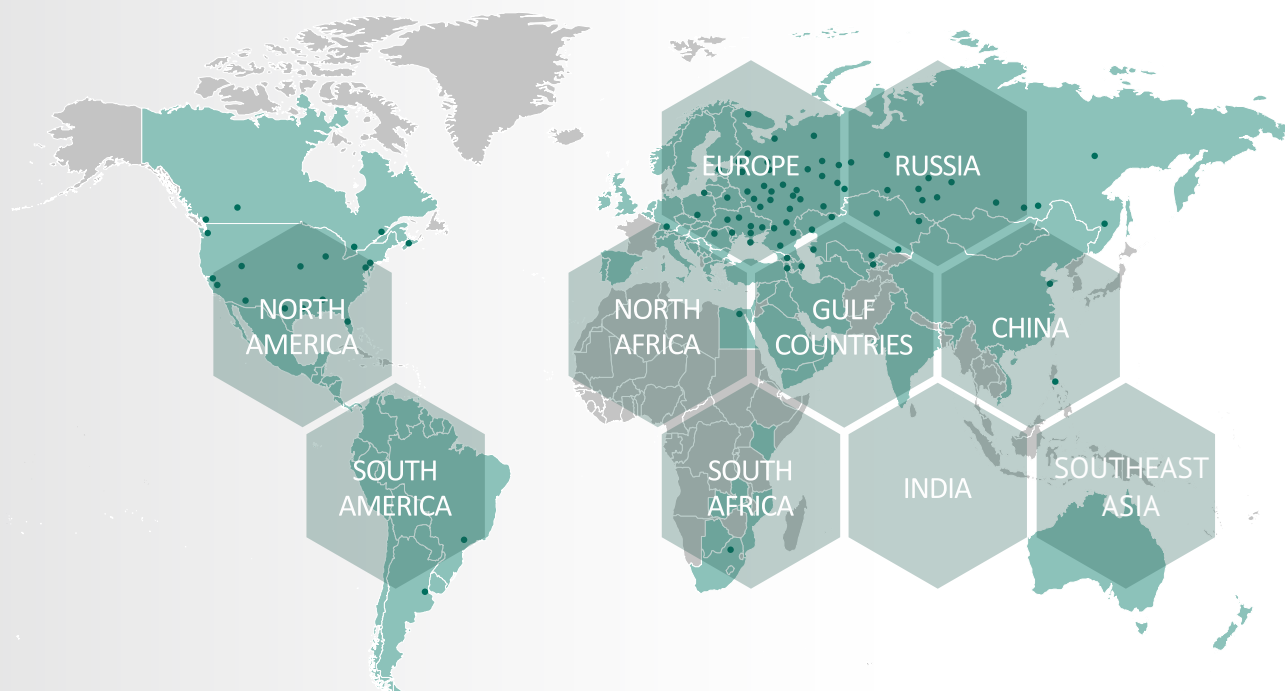 EUROPE
RUSSIA
NORTH
AMERICA
NORTH
AFRICA
GULF
COUNTRIES
CHINA
SOUTH
AMERICA
SOUTH
AFRICA
INDIA
SOUTHEAST
ASIA